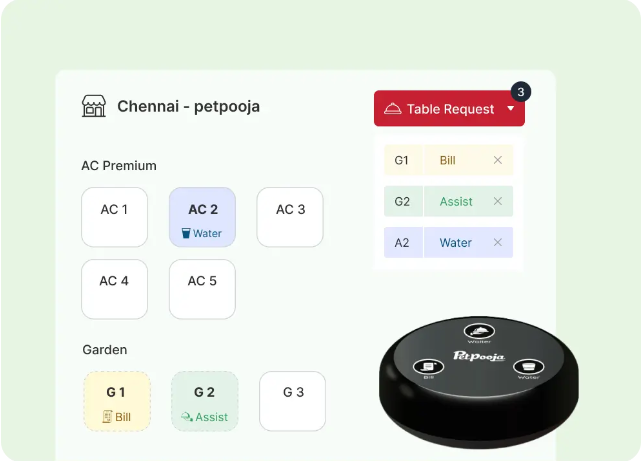 Chennai - petpooja
3
Table Request
G1 Bill
G2 Assist
A2 Water
AC Premium
AC 1
AC 2
Water
AC 3
AC 4
AC 5
Garden
G 1
Bill
G 2
Assist
G 3
Waiter
Petpooja
Bill
Water